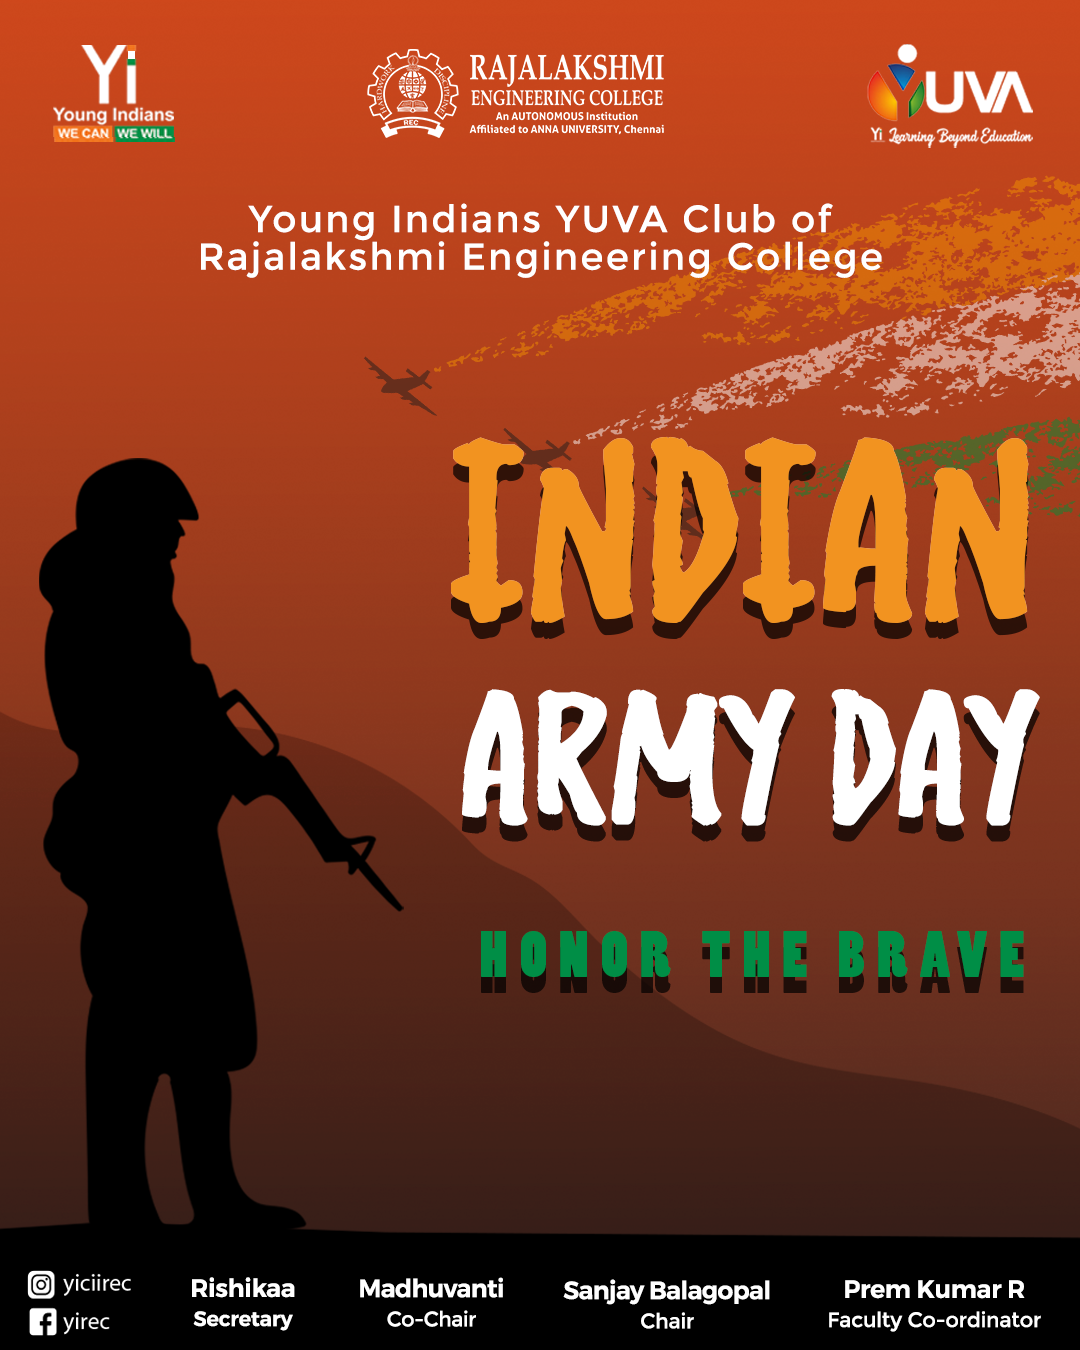 Yi
Young Indians
WE CAN WE WILL
RAJALAKSHMI
ENGINEERING COLLEGE
An AUTONOMOUS Institution
Affiliated to ANNA UNIVERSITY, Chennai
HARDWORK DISCIPLINE
REC
YUVA
Yi Learning Beyond Education
Young Indians YUVA Club of
Rajalakshmi Engineering College
INDIAN
ARMY DAY
HONOR THE BRAVE
yiciirec
yirec
Rishikaa
Secretary
Madhuvanti
Co-Chair
Sanjay Balagopal
Chair
Prem Kumar R
Faculty Co-ordinator